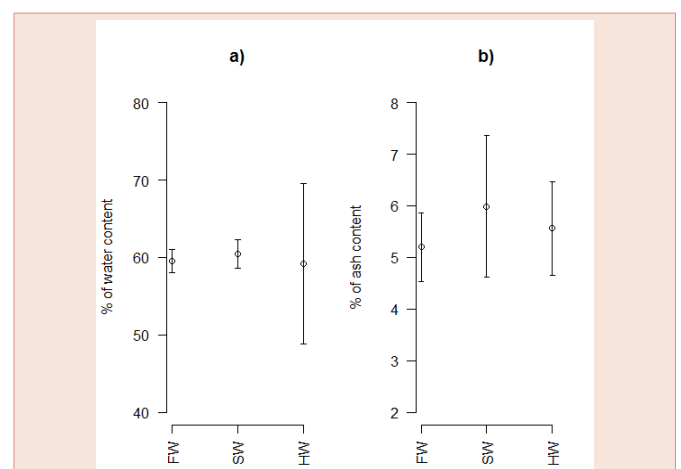 a)
80
70
60
50
40
% of water content
FW
SW
HW
b)
8
7
6
5
4
3
2
% of ash content
FW
SW
HW